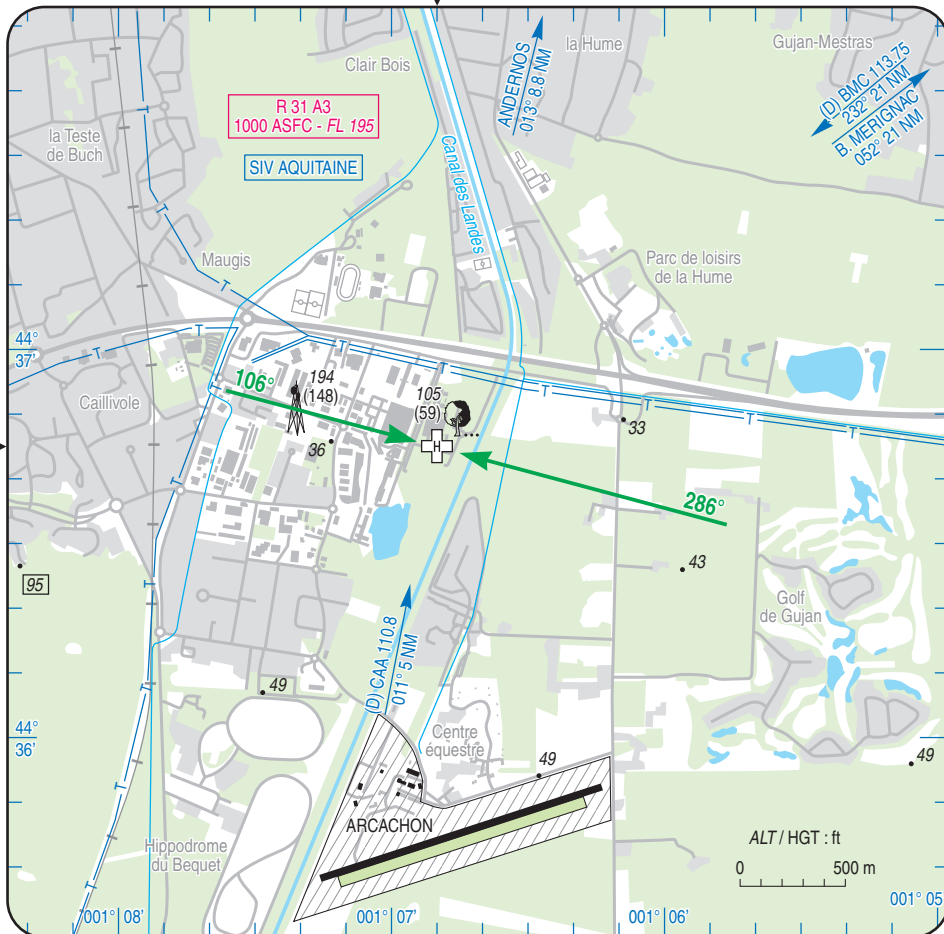 Clair Bois
la Hume
Gujan-Mestras
ANDERNOS
013° 8.8 NM
(D) BMC 113.75
232° 21 NM
B. MERIGNAC
052° 21 NM
R 31 A3
1000 ASFC - FL 195
la Teste
de Buch
SIV AQUITAINE
Canal des Landes
Maugis
Parc de loisirs
de la Hume
T
T
T
44°
37'
T
106°
194
(148)
105
(59)
T
T
T
T
Caillivole
H
33
36
286°
T
T
95
43
T
Golf
de Gujan
(D) CAA 110.8
011° 5 NM
49
T
44°
36'
Centre
équestre
49
49
T
ARCACHON
Hippodrome
du Bequet
ALT / HGT : ft
0 500 m
T
001° 08'
001° 07'
001° 06'
001° 05